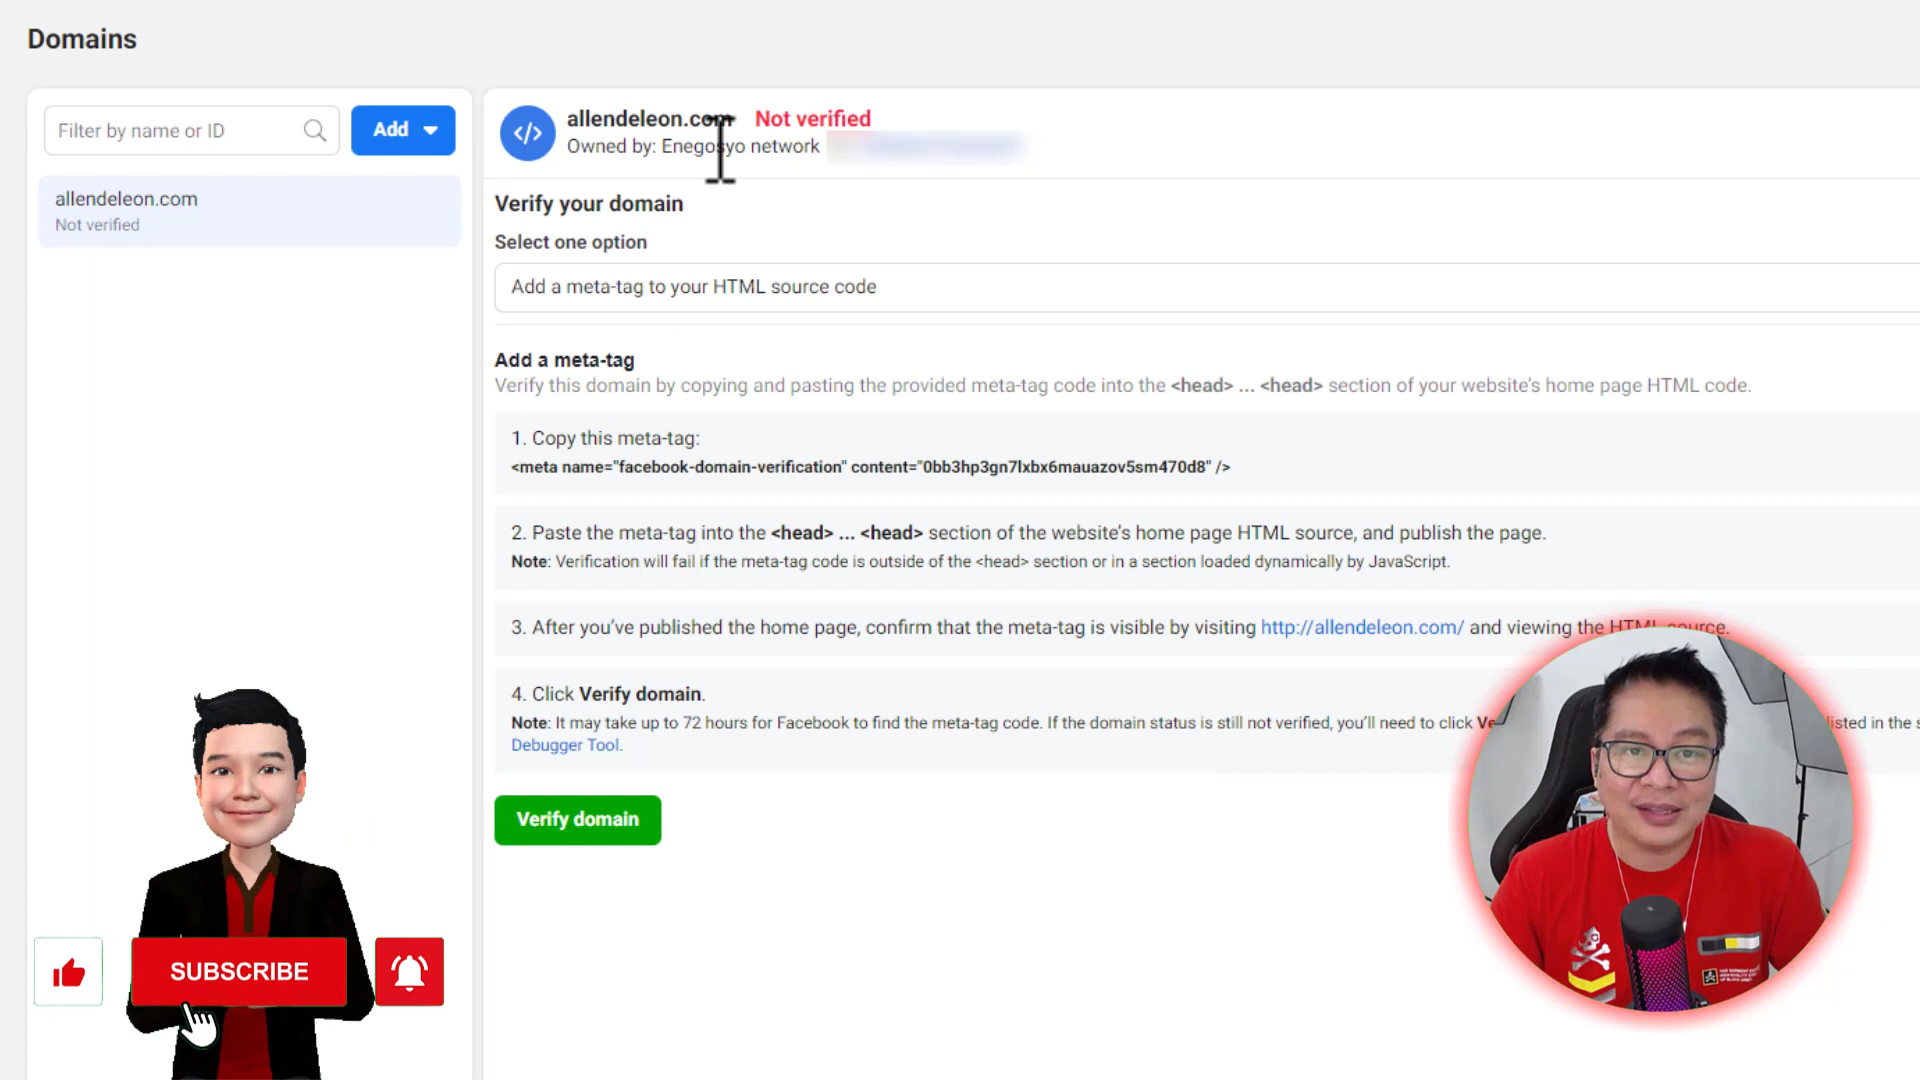 Domains
Filter by name or ID
Add
allendeleon.com
Not verified
allendeleon.com Not verified
Owned by: Enegosyo network
Verify your domain
Select one option
Add a meta-tag to your HTML source code
Add a meta-tag
Verify this domain by copying and pasting the provided meta-tag code into the <head> ... <head> section of your website's home page HTML code.
1. Copy this meta-tag:
<meta name="facebook-domain-verification" content="0bb3hp3gn7lxbx6mauazov5sm470d8" />
2. Paste the meta-tag into the <head> ... <head> section of the website's home page HTML source, and publish the page.
Note: Verification will fail if the meta-tag code is outside of the <head> section or in a section loaded dynamically by JavaScript.
3. After you've published the home page, confirm that the meta-tag is visible by visiting http://allendeleon.com/ and viewing the HTML source.
4. Click Verify domain.
Note: It may take up to 72 hours for Facebook to find the meta-tag code. If the domain status is still not verified, you'll need to click Ve listed in the s
Debugger Tool.
Verify domain
SUBSCRIBE